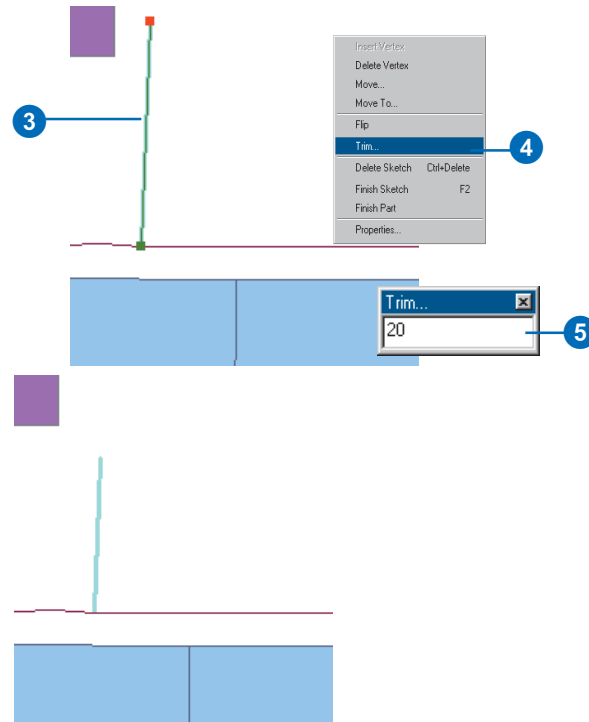 Insert Vertex
Delete Vertex
Move...
Move To...
3
Flip
Trim...
4
Delete Sketch Ctrl+Delete
Finish Sketch F2
Finish Part
Properties...
Trim...
20
5